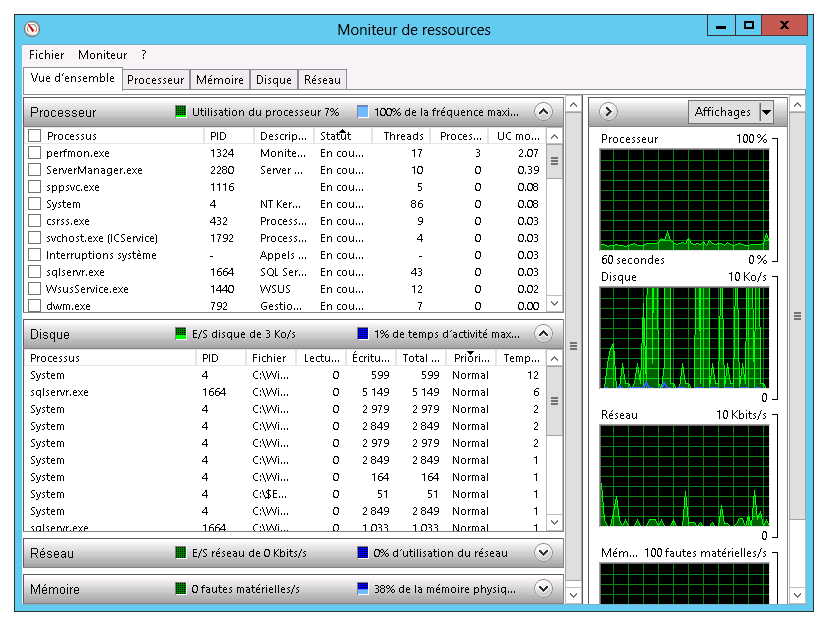 Moniteur de ressources
Fichier Moniteur ?
Vue d'ensemble Processeur Mémoire Disque Réseau
Processeur Utilisation du processeur 7% 100% de la fréquence maxi...
Processus PID Descrip... Statut Threads Proces... UC mo...
perfmon.exe 1324 Monite... En cou... 17 3 2.07
ServerManager.exe 2280 Server ... En cou... 10 0 0.39
sppsvc.exe 1116 En cou... 5 0 0.08
System 4 NT Ker... En cou... 86 0 0.08
csrss.exe 432 Process... En cou... 9 0 0.03
svchost.exe (ICService) 1792 Process... En cou... 4 0 0.03
Interruptions système - Appels ... En cou... - 0 0.03
sqlservr.exe 1664 SQL Ser... En cou... 43 0 0.03
WsusService.exe 1440 WSUS En cou... 12 0 0.02
dwm.exe 792 Gestio... En cou... 7 0 0.00
Disque E/S disque de 3 Ko/s 1% de temps d'activité max...
Processus PID Fichier Lectu... Écritu... Total ... Priori... Temp...
System 4 C:\Wi... 0 599 599 Normal 12
sqlservr.exe 1664 C:\Wi... 0 5 149 5 149 Normal 6
System 4 C:\Wi... 0 2 979 2 979 Normal 2
System 4 C:\Wi... 0 2 849 2 849 Normal 2
System 4 C:\Wi... 0 2 979 2 979 Normal 2
System 4 C:\Wi... 0 2 849 2 849 Normal 1
System 4 C:\Wi... 0 164 164 Normal 1
System 4 C:\$E... 0 51 51 Normal 1
System 4 C:\Wi... 0 2 849 2 849 Normal 1
sqlservr.exe 1664 C:\Wi... 0 1 033 1 033 Normal 1
Réseau E/S réseau de 0 Kbits/s 0% d'utilisation du réseau
Mémoire 0 fautes matérielles/s 38% de la mémoire physiq...
Affichages
Processeur 100 %
60 secondes 0 %
Disque 10 Ko/s
0
Réseau 10 Kbits/s
0
Mém... 100 fautes matérielles/s